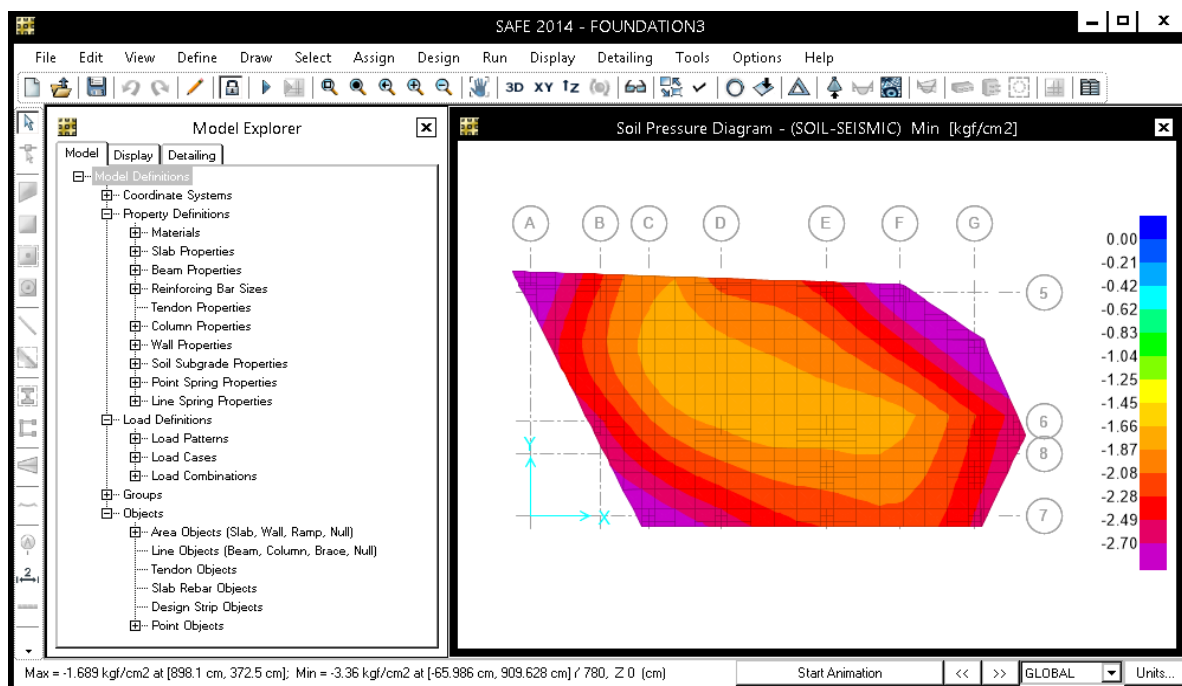 SAFE 2014 - FOUNDATION3
File Edit View Define Draw Select Assign Design Run Display Detailing Tools Options Help
3D XY
Model Explorer
Model Display Detailing
Model Definitions
Coordinate Systems
Property Definitions
Materials
Slab Properties
Beam Properties
Reinforcing Bar Sizes
Tendon Properties
Column Properties
Wall Properties
Soil Subgrade Properties
Point Spring Properties
Line Spring Properties
Load Definitions
Load Patterns
Load Cases
Load Combinations
Groups
Objects
Area Objects (Slab, Wall, Ramp, Null)
Line Objects (Beam, Column, Brace, Null)
Tendon Objects
Slab Rebar Objects
Design Strip Objects
Point Objects
2
Soil Pressure Diagram - (SOIL-SEISMIC) Min [kgf/cm2]
A B C D E F G
5
6
8
7
Y
X
0.00
-0.21
-0.42
-0.62
-0.83
-1.04
-1.25
-1.45
-1.66
-1.87
-2.08
-2.28
-2.49
-2.70
Max = -1.689 kgf/cm2 at [898.1 cm, 372.5 cm]; Min = -3.36 kgf/cm2 at [-65.986 cm, 909.628 cm] 780, Z 0 (cm)
Start Animation << >> GLOBAL Units...